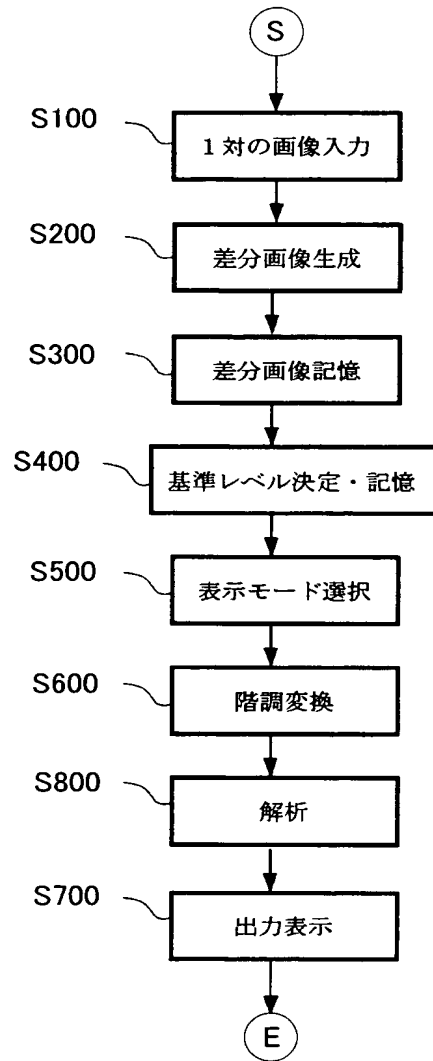 S
S100
1対の画像入力
S200
差分画像生成
S300
差分画像記憶
S400
基準レベル決定・記憶
S500
表示モード選択
S600
階調変換
S800
解析
S700
出力表示
E